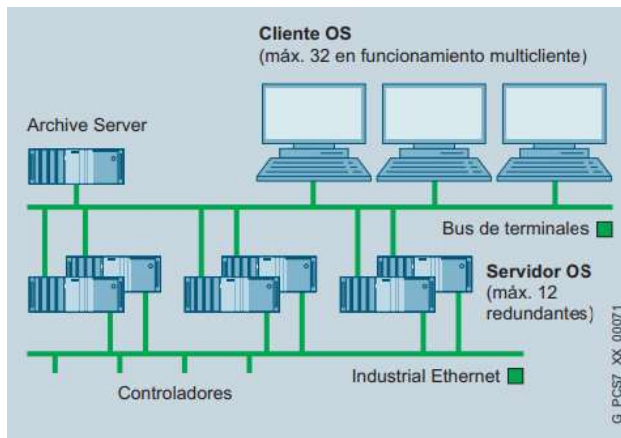 Cliente OS
(máx. 32 en funcionamiento multicliente)
Archive Server
Bus de terminales
Servidor OS
(máx. 12
redundantes)
Industrial Ethernet
Controladores
G_PCS7_XX_00071